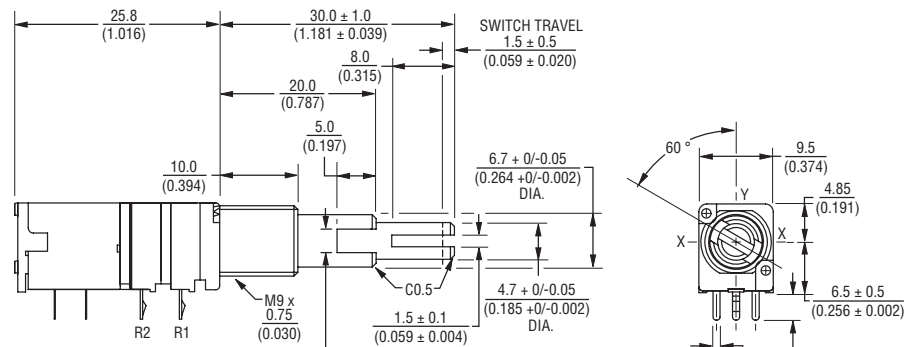 25.8
(1.016)
30.0 ± 1.0
(1.181 ± 0.039)
SWITCH TRAVEL
1.5 ± 0.5
(0.059 ± 0.020)
8.0
(0.315)
20.0
(0.787)
5.0
(0.197)
10.0
(0.394)
6.7 + 0/-0.05
(0.264 +0/-0.002)
DIA.
60 °
9.5
(0.374)
4.85
(0.191)
Y
X
X
6.5 ± 0.5
(0.256 ± 0.002)
C0.5
4.7 + 0/-0.05
(0.185 +0/-0.002)
DIA.
1.5 ± 0.1
(0.059 ± 0.004)
M9 x
0.75
(0.030)
R2
R1